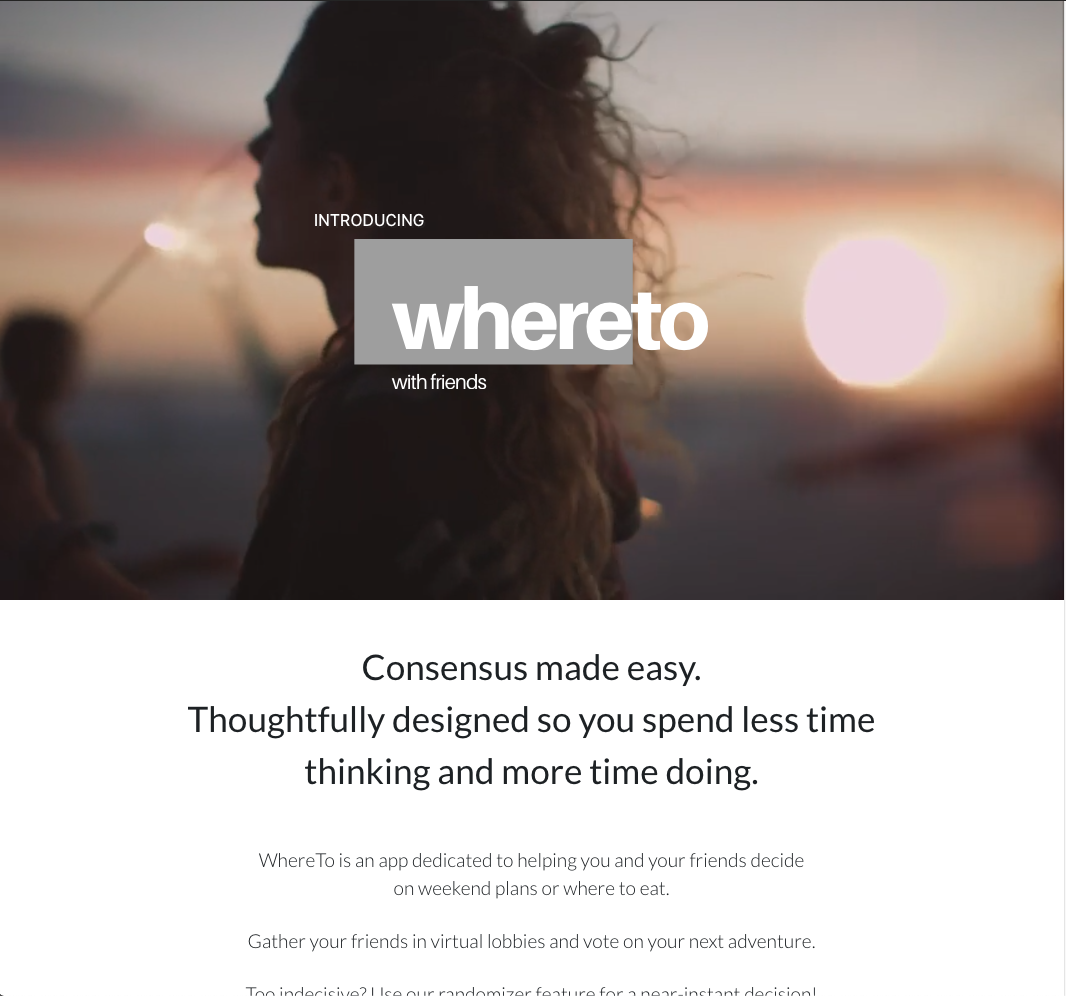 INTRODUCING
whereto
with friends
Consensus made easy.
Thoughtfully designed so you spend less time
thinking and more time doing.
WhereTo is an app dedicated to helping you and your friends decide
on weekend plans or where to eat.
Gather your friends in virtual lobbies and vote on your next adventure.
Too indecisive? Use our randomizer feature for a near-instant decision!